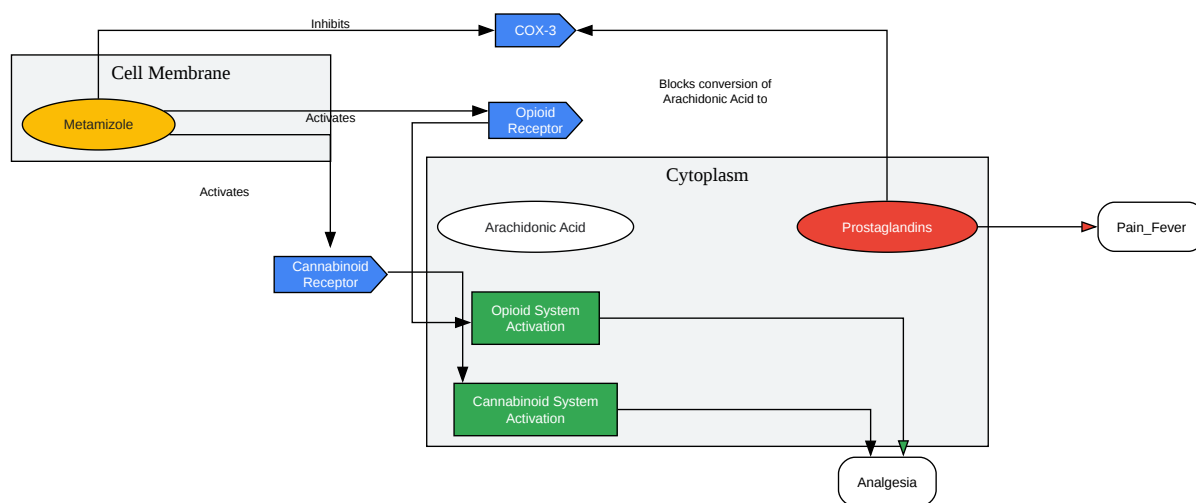 Inhibits
COX-3
Cell Membrane
Blocks conversion of
Arachidonic Acid to
Metamizole
Activates
Opioid
Receptor
Activates
Cytoplasm
Arachidonic Acid
Prostaglandins
Pain_Fever
Cannabinoid
Receptor
Opioid System
Activation
Cannabinoid System
Activation
Analgesia